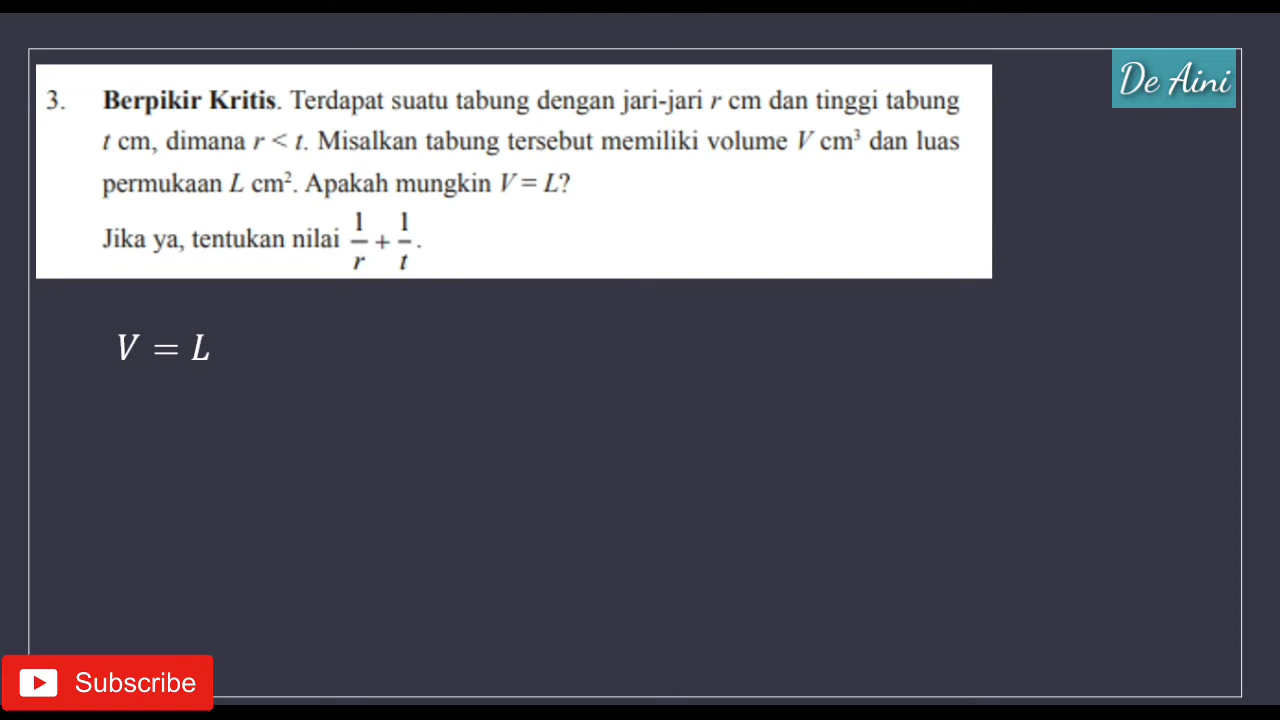 De Aini
3. Berpikir Kritis. Terdapat suatu tabung dengan jari-jari r cm dan tinggi tabung
t cm, dimana r < t. Misalkan tabung tersebut memiliki volume V cm³ dan luas
permukaan L cm². Apakah mungkin V = L?
Jika ya, tentukan nilai 1/r + 1/t.
V = L
Subscribe